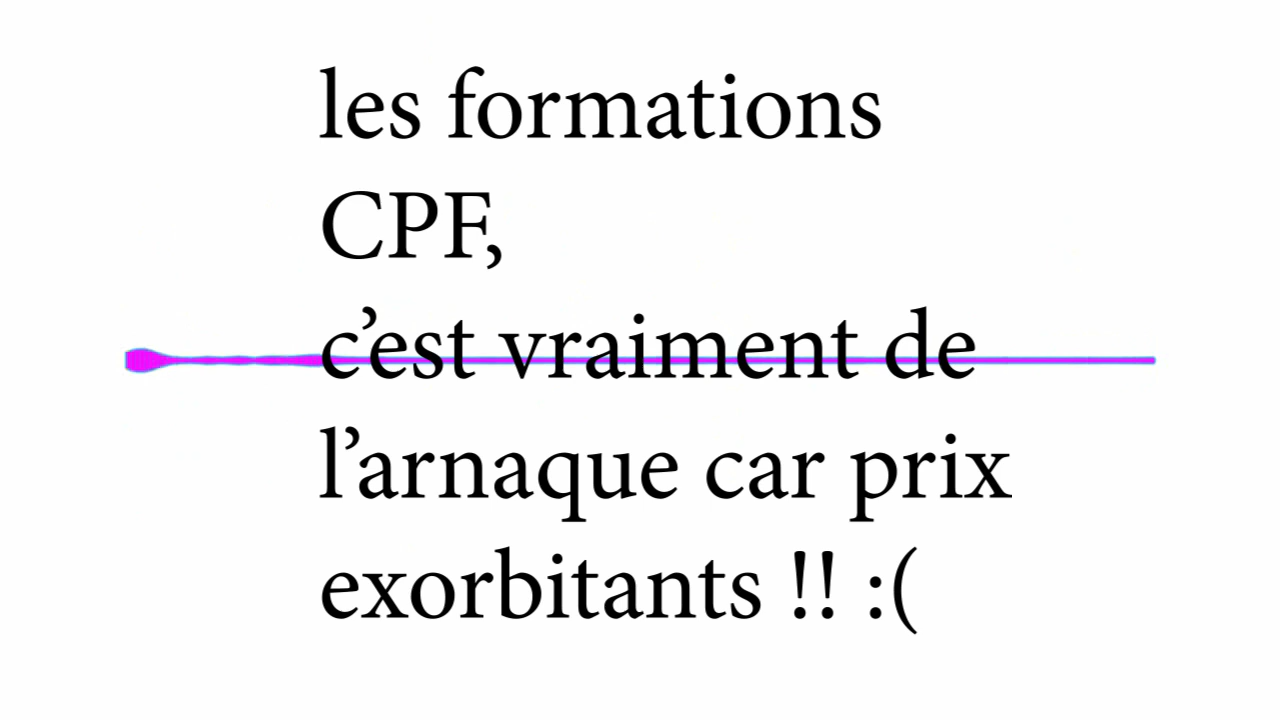 les formations
CPF,
c’est vraiment de
l’arnaque car prix
exorbitants !! :(